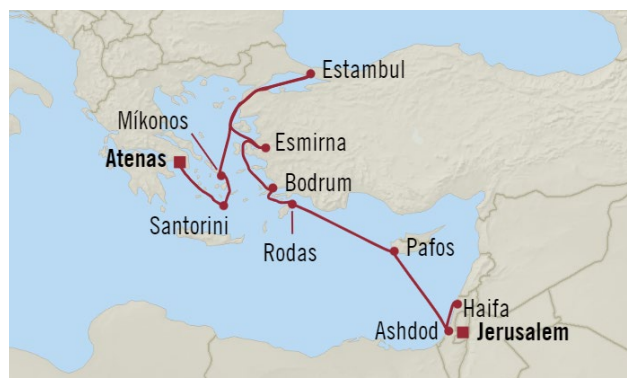 Estambul
Míkonos
Esmirna
Atenas
Bodrum
Santorini
Rodas
Pafos
Haifa
Ashdod
Jerusalem